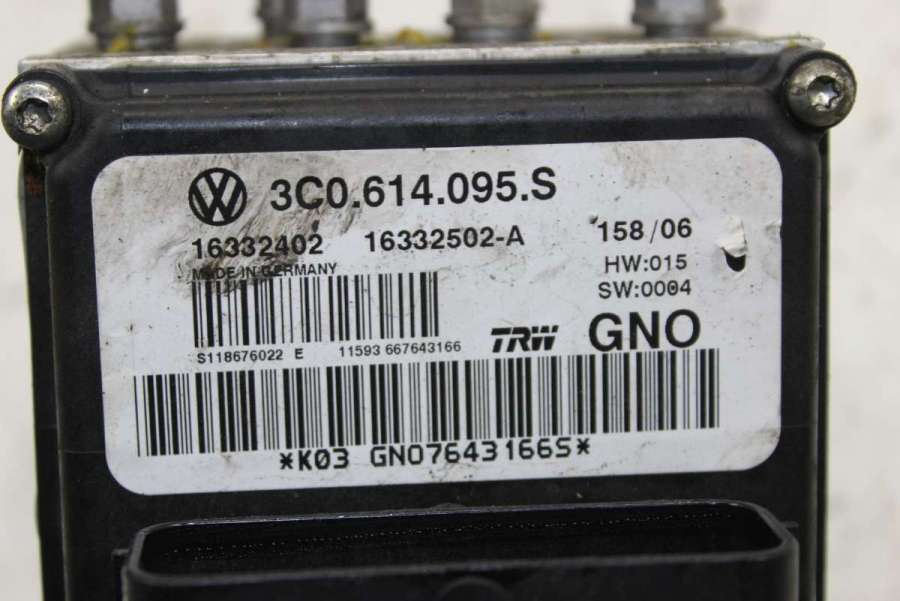 3C0.614.095.S
16332402 16332502-A 158/06
MADE IN GERMANY HW:015
SW:0004
S118676022 E 11593 667643166 TRW GNO
*K03 GNO7643166S*